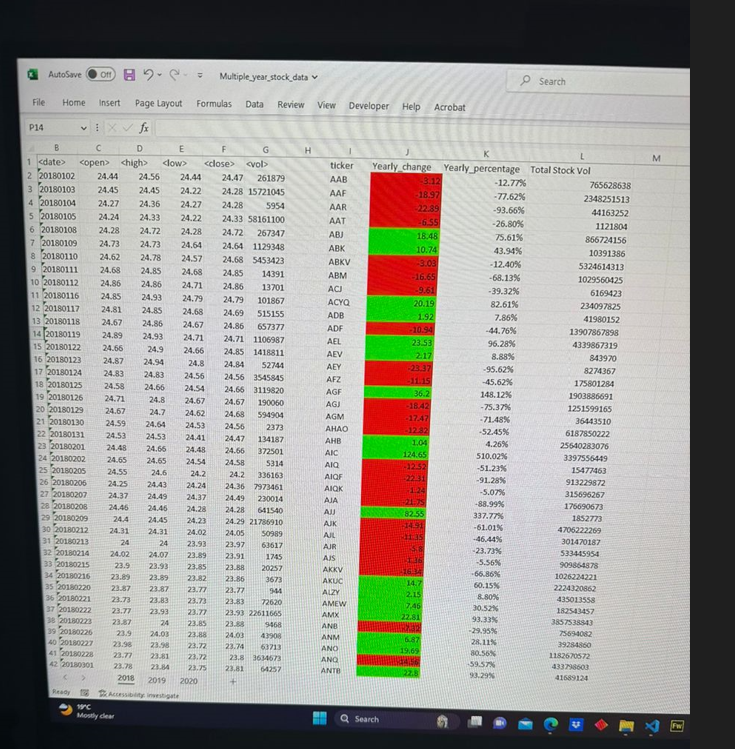 AutoSave Off Multiple_year_stock_data Search
File Home Insert Page Layout Formulas Data Review View Developer Help Acrobat
P14 fx
B C D E F G H I J K L M
1 <date> <open> <high> <low> <close> <vol> ticker Yearly_change Yearly_percentage Total Stock Vol
2 20180102 24.44 24.56 24.44 24.47 261879 AAB -3.12 -12.77% 765628638
3 20180103 24.45 24.45 24.22 24.28 15721045 AAF -18.97 -77.62% 2348251513
4 20180104 24.27 24.36 24.27 24.28 5954 AAR -22.89 -93.66% 44163252
5 20180105 24.24 24.33 24.22 24.33 58161100 AAT -6.55 -26.80% 1121804
6 20180108 24.28 24.72 24.28 24.72 267347 ABJ 18.48 75.61% 866724156
7 20180109 24.73 24.73 24.64 24.64 1129348 ABK 10.74 43.94% 10391386
8 20180110 24.62 24.78 24.57 24.68 5453423 ABKV -3.03 -12.40% 5324614313
9 20180111 24.68 24.85 24.68 24.85 14391 ABM -16.65 -68.13% 1029560425
10 20180112 24.86 24.86 24.71 24.86 13701 ACJ -9.61 -39.32% 6169423
11 20180116 24.85 24.93 24.79 24.79 101867 ACYQ 20.19 82.61% 234097825
12 20180117 24.81 24.85 24.68 24.69 515155 ADB 1.92 7.86% 41980152
13 20180118 24.67 24.86 24.67 24.86 657377 ADF -10.94 -44.76% 13907867898
14 20180119 24.89 24.93 24.71 24.71 1106987 AEL 23.53 96.28% 4339867319
15 20180122 24.66 24.9 24.66 24.85 1418811 AEV 2.17 8.88% 843970
16 20180123 24.87 24.94 24.8 24.84 52744 AEY -23.37 -95.62% 8274367
17 20180124 24.83 24.83 24.56 24.56 3545845 AFZ -11.15 -45.62% 175801284
18 20180125 24.58 24.66 24.54 24.66 3119820 AGF 36.2 148.12% 1903886691
19 20180126 24.71 24.8 24.67 24.67 190060 AGJ -18.42 -75.37% 1251599165
20 20180129 24.67 24.7 24.62 24.68 594904 AGM -17.47 -71.48% 36443510
21 20180130 24.59 24.64 24.53 24.56 2373 AHAO -12.82 -52.45% 6187850222
22 20180131 24.53 24.53 24.41 24.47 134187 AHB 1.04 4.26% 25640283076
23 20180201 24.48 24.66 24.48 24.66 372501 AIC 124.65 510.02% 3397556449
24 20180202 24.65 24.65 24.54 24.58 5314 AIQ -12.52 -51.23% 15477463
25 20180205 24.55 24.6 24.2 24.2 336163 AIQF -22.31 -91.28% 913229872
26 20180206 24.25 24.43 24.24 24.36 7973461 AIQK -1.24 -5.07% 315696267
27 20180207 24.37 24.49 24.37 24.49 230014 AJA -21.75 -88.99% 176690673
28 20180208 24.46 24.46 24.28 24.28 641540 AJJ 82.55 337.77% 1852773
29 20180209 24.4 24.45 24.23 24.29 21786910 AJK -14.91 -61.01% 4706222269
30 20180212 24.31 24.31 24.02 24.05 50989 AJL -11.35 -46.44% 301470187
31 20180213 24 24 23.93 23.97 63617 AJR -5.8 -23.73% 533445954
32 20180214 24.02 24.07 23.89 23.91 1745 AJS -1.36 -5.56% 909864878
33 20180215 23.9 23.93 23.85 23.88 20257 AKKV -16.34 -66.86% 1026224221
34 20180216 23.89 23.89 23.82 23.86 3673 AKUC 14.7 60.15% 2224320862
35 20180220 23.87 23.87 23.77 23.77 944 ALZY 2.15 8.80% 435013558
36 20180221 23.73 23.83 23.73 23.83 72620 AMEW 7.46 30.52% 182543457
37 20180222 23.77 23.93 23.77 23.93 22611665 AMX 22.81 93.33% 3857538843
38 20180223 23.87 24 23.85 23.88 9468 ANB -29.95% 75694082
39 20180226 23.9 24.03 23.88 24.03 43908 ANM 6.87 28.11% 39284860
40 20180227 23.98 23.98 23.72 23.74 63713 ANO 19.69 80.56% 1182670572
41 20180228 23.77 23.81 23.72 23.8 3634673 ANQ -14.56 -59.57% 433798603
42 20180301 23.78 23.84 23.75 23.81 64257 ANTB 22.8 93.29% 41689124
2018 2019 2020 +
Ready Accessibility: Investigate
19°C
Mostly clear
Search
Fw